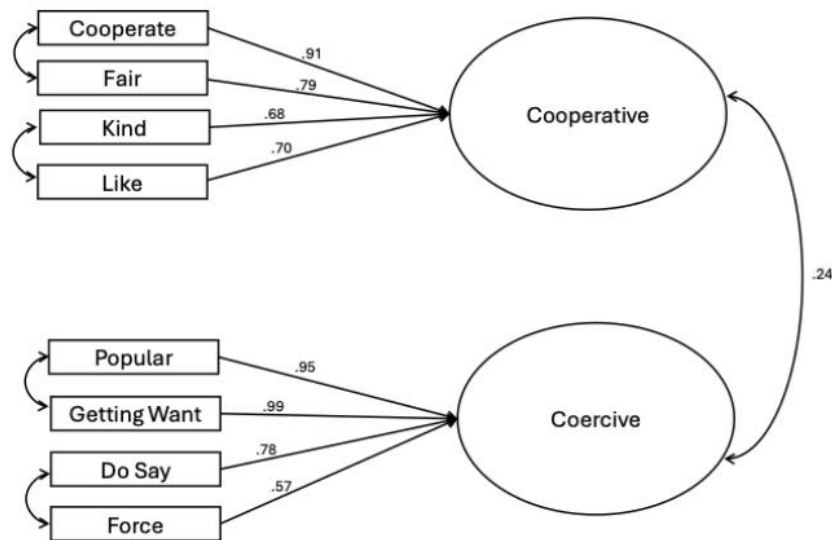 Cooperate
.91
Fair
.79
Cooperative
Kind
.68
.70
Like
.24
Popular
.95
Getting Want
.99
Coercive
Do Say
.78
.57
Force